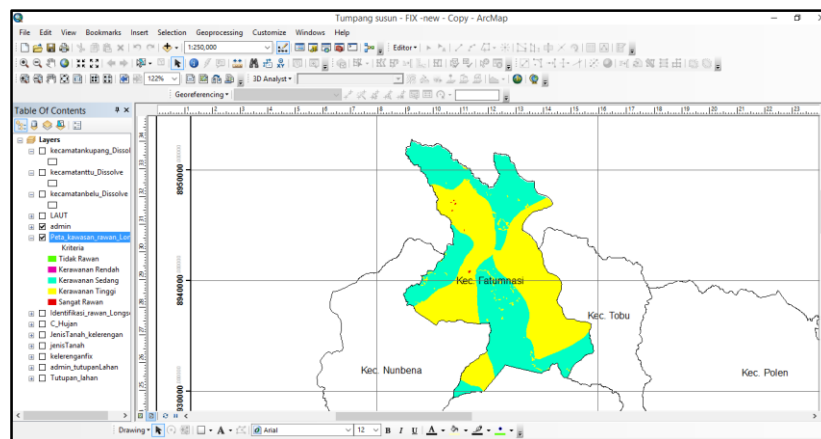 Tumpang susun - FIX -new - Copy - ArcMap
File Edit View Bookmarks Insert Selection Geoprocessing Customize Windows Help
1:250,000 Editor
122% 3D Analyst
Georeferencing
Table Of Contents
Layers
kecamatankupang_Dissol
kecamatanttu_Dissolve
kecamatanbelu_Dissolve
LAUT
admin
Peta_kawasan_rawan_Lon
Kriteria
Tidak Rawan
Kerawanan Rendah
Kerawanan Sedang
Kerawanan Tinggi
Sangat Rawan
Identifikasi_rawan_Longs
C_Hujan
JenisTanah_kelerengan
jenisTanah
kelerenganfix
admin_tutupanLahan
Tutupan_lahan
8950000
8940000
Kec. Fatumnasi
Kec. Tobu
Kec. Nunbena
Kec. Polen
Drawing Arial 12 B I U A